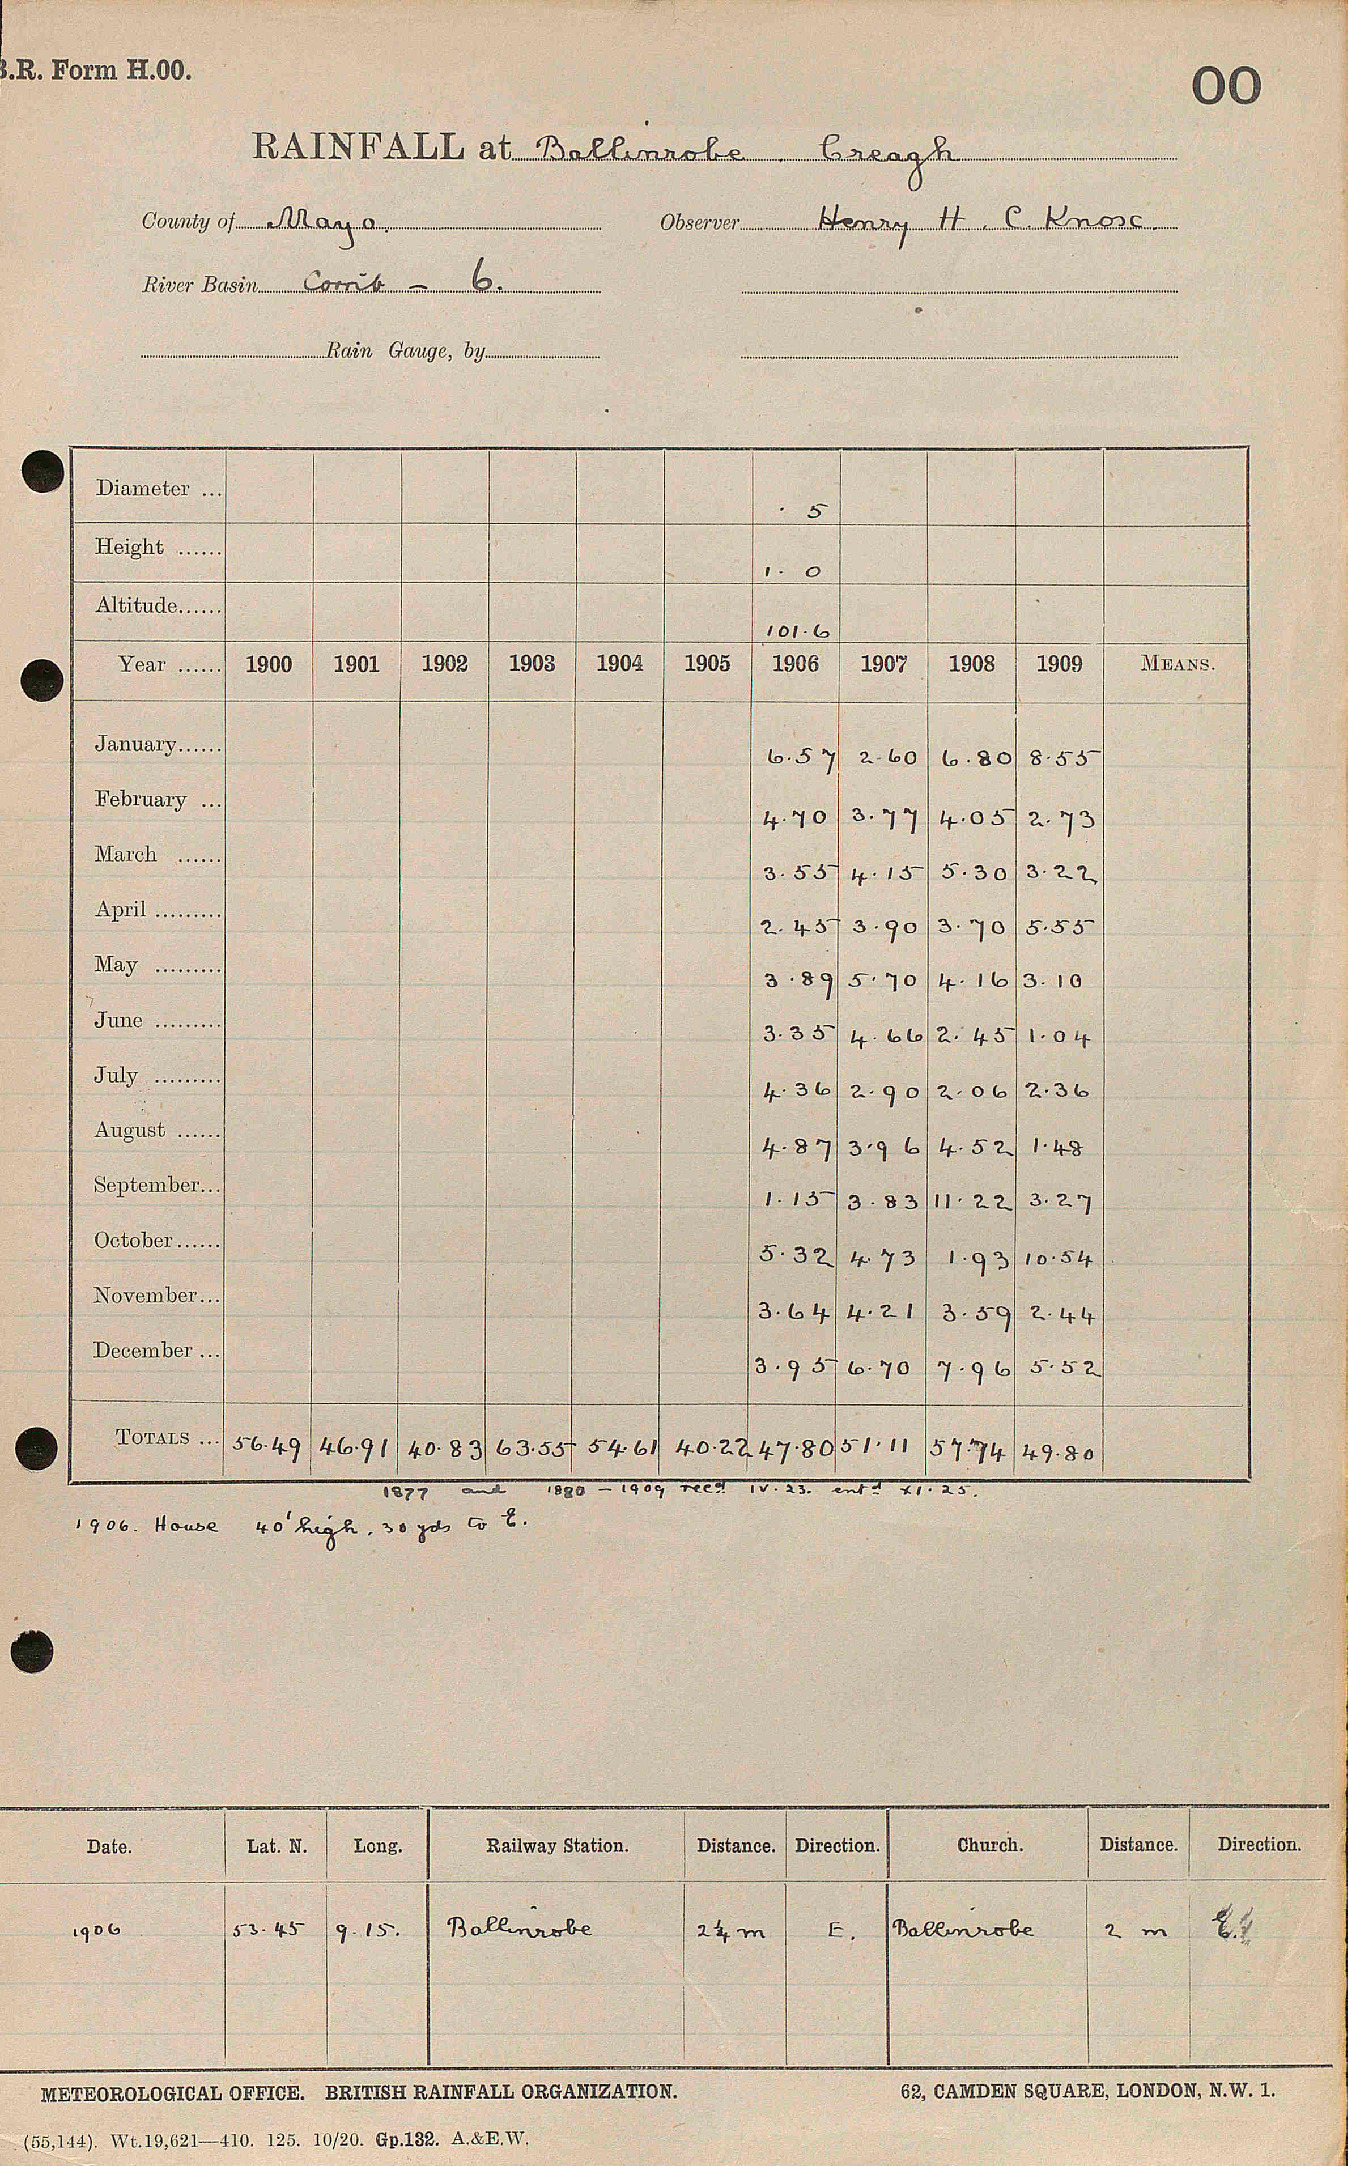 B.R. Form H.00.
00
RAINFALL at Ballinrobe. Creagh
County of Mayo. Observer Henry H. C. Knox.
River Basin Corrib - 6.
Rain Gauge, by
Diameter ... . 5
Height ...... 1. 0
Altitude...... 101.6
Year ...... 1900 1901 1902 1903 1904 1905 1906 1907 1908 1909 MEANS.
January...... 6.57 2.60 6.80 8.55
February ... 4.70 3.77 4.05 2.73
March ...... 3.55 4.15 5.30 3.22
April ......... 2.45 3.90 3.70 5.55
May ......... 3.89 5.70 4.16 3.10
June ......... 3.35 4.66 2.45 1.04
July ......... 4.36 2.90 2.06 2.36
August ...... 4.87 3.96 4.52 1.48
September... 1.15 3.83 11.22 3.27
October...... 5.32 4.73 1.93 10.54
November... 3.64 4.21 3.59 2.44
December ... 3.95 6.70 7.96 5.52
TOTALS ... 56.49 46.91 40.83 63.55 54.61 40.22 47.80 51.11 57.74 49.80
1877 and 1880 - 1909 recd IV.23. entd XI.25.
1906. House 40' high, 30 yds to E.
Date. Lat. N. Long. Railway Station. Distance. Direction. Church. Distance. Direction.
1906 53.45 9.15. Ballinrobe 2¼ m E. Ballinrobe 2 m E.
METEOROLOGICAL OFFICE. BRITISH RAINFALL ORGANIZATION. 62, CAMDEN SQUARE, LONDON, N.W. 1.
(55,144). Wt.19,621—410. 125. 10/20. Gp.132. A.&E.W.